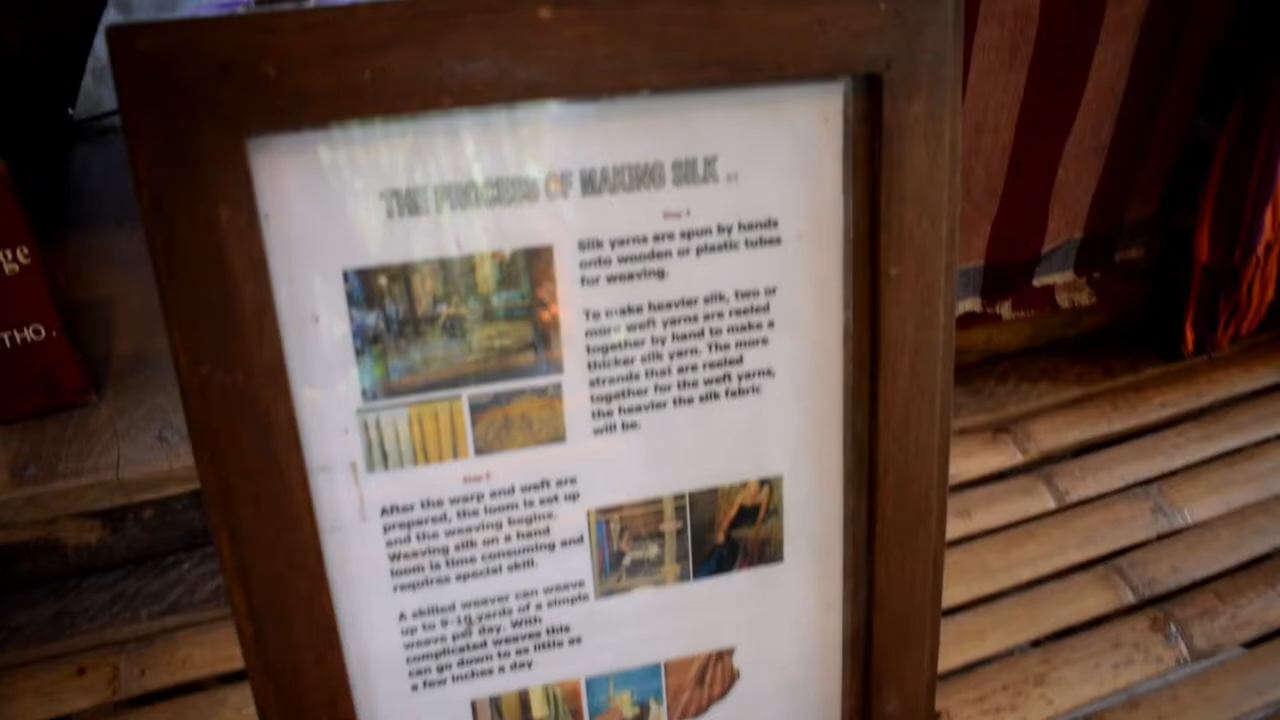 THE PROCESS OF MAKING SILK ..
Silk yarns are spun by hands
onto wooden or plastic tubes
for weaving.
To make heavier silk, two or
more weft yarns are reeled
together by hand to make a
thicker silk yarn. The more
strands that are reeled
together for the weft yarns,
the heavier the silk fabric
will be.
After the warp and weft are
prepared, the loom is set up
and the weaving begins.
Weaving silk on a hand
loom is time consuming and
requires special skill.
A skilled weaver can weave
up to 9-10 yards of a simple
weave per day. With
complicated weaves this
can go down to as little as
a few inches a day
ge
THO.